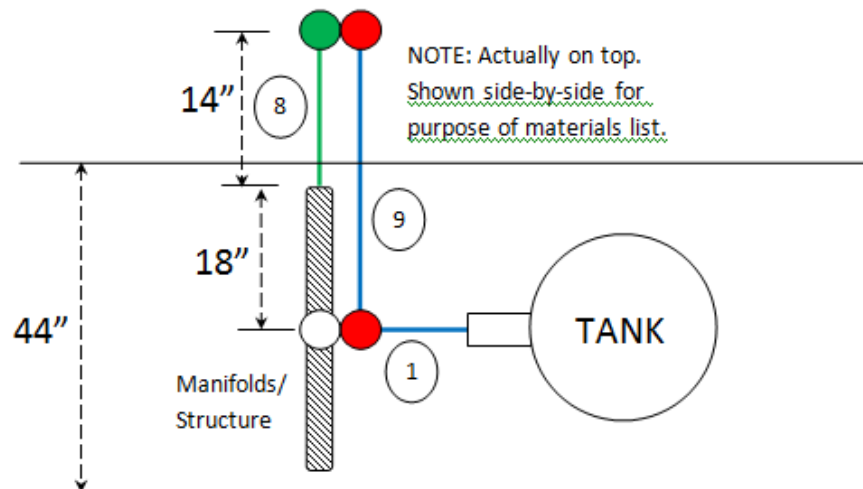 NOTE: Actually on top.
Shown side-by-side for
purpose of materials list.
14”
8
9
18”
44”
TANK
1
Manifolds/
Structure